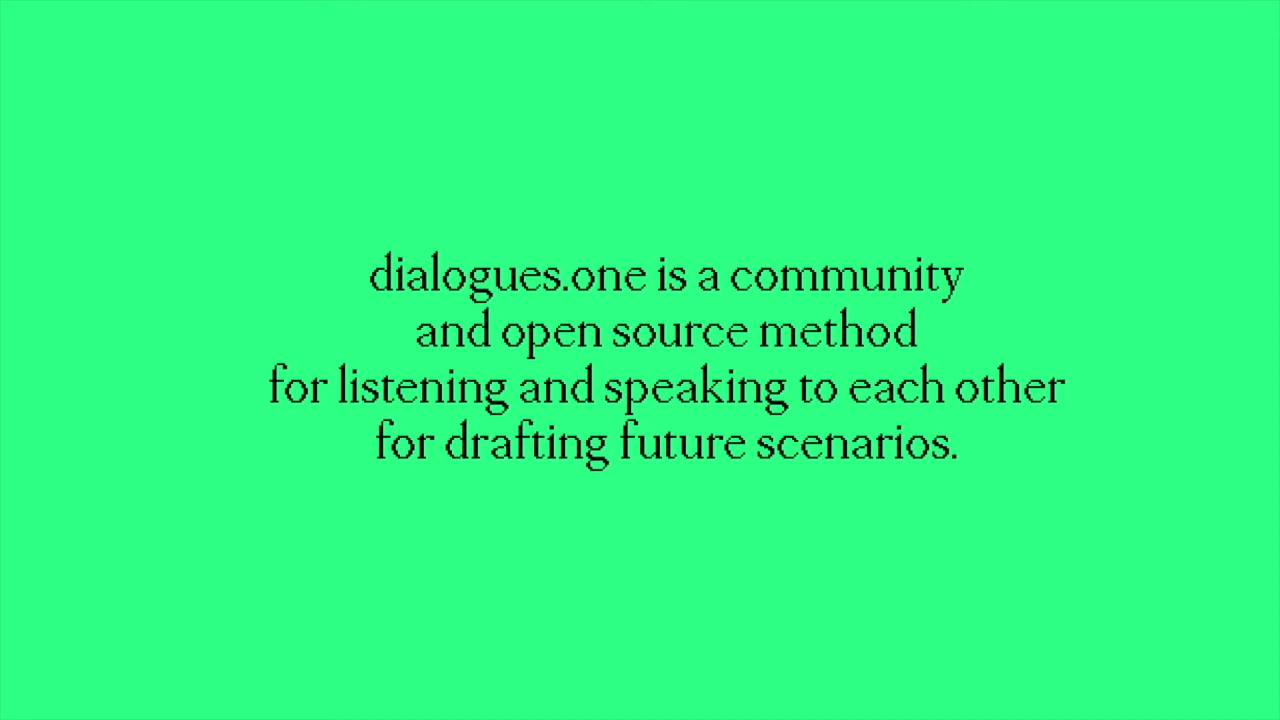 dialogues.one is a community
and open source method
for listening and speaking to each other
for drafting future scenarios.